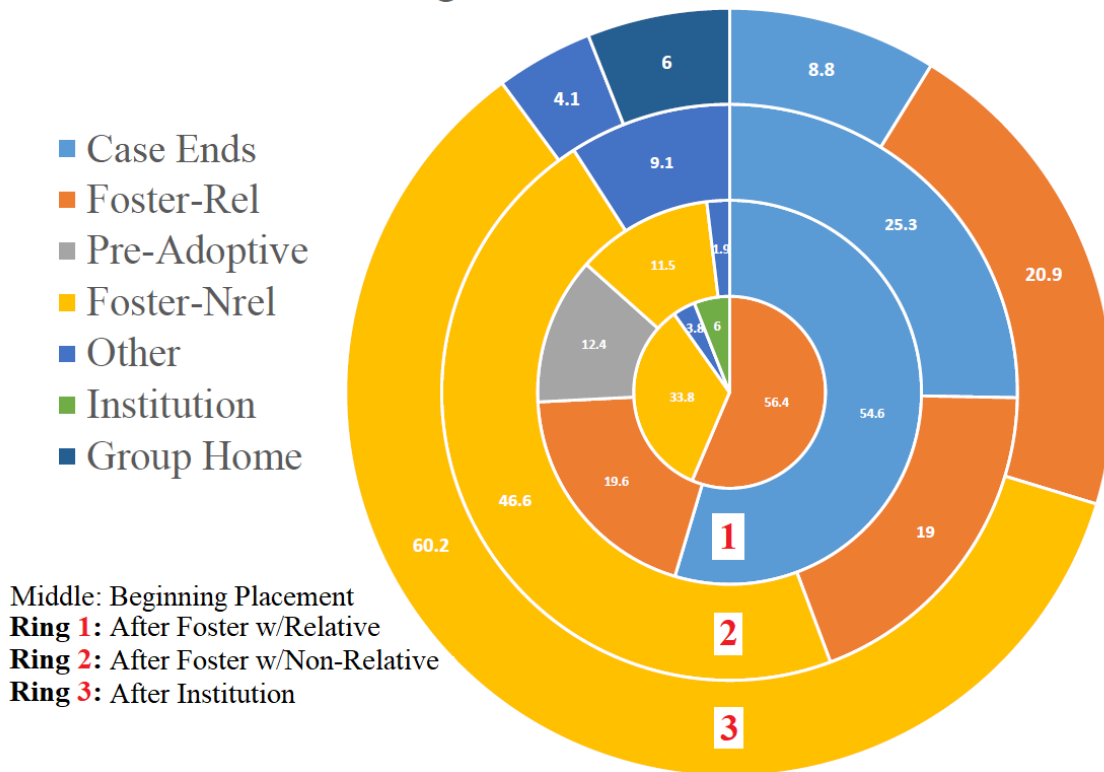 6
8.8
4.1
Case Ends
9.1
Foster-Rel
25.3
Pre-Adoptive
1.9
20.9
11.5
Foster-Nrel
Other
12.4
3.8
6
Institution
33.8
56.4
54.6
Group Home
19.6
46.6
19
60.2
1
Middle: Beginning Placement
Ring 1: After Foster w/Relative
Ring 2: After Foster w/Non-Relative
2
Ring 3: After Institution
3